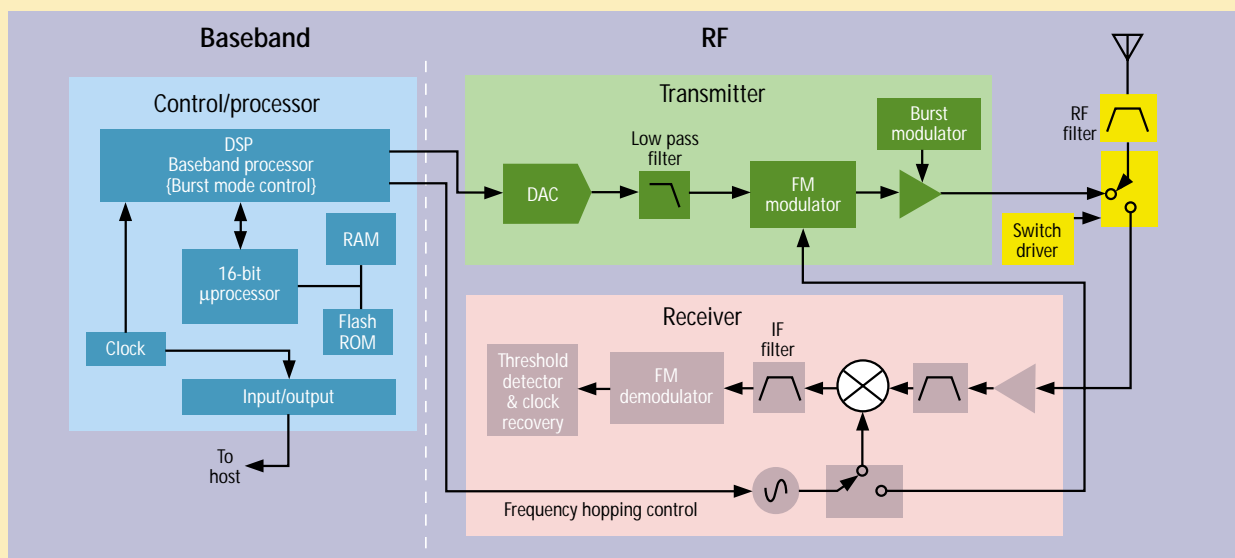 Baseband
RF
Control/processor
DSP
Baseband processor
{Burst mode control}
RAM
16-bit
µprocessor
Flash
ROM
Clock
Input/output
To
host
Transmitter
Burst
modulator
Low pass
filter
DAC
FM
modulator
RF
filter
Switch
driver
Receiver
IF
filter
Threshold
detector
& clock
recovery
FM
demodulator
Frequency hopping control